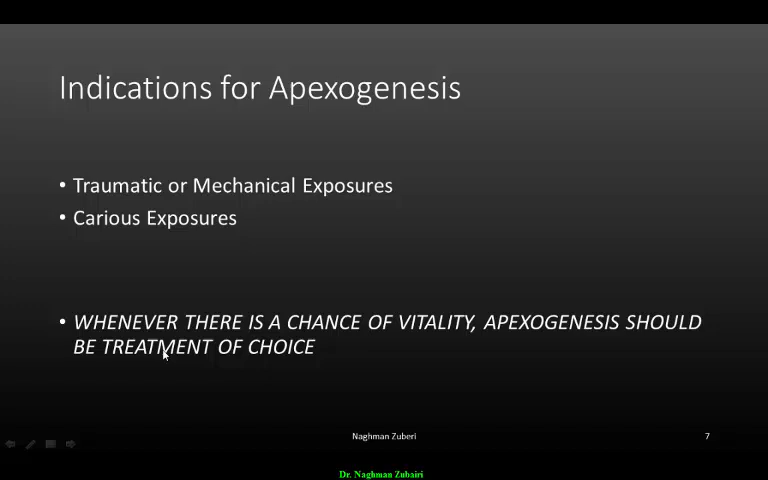 Indications for Apexogenesis
• Traumatic or Mechanical Exposures
• Carious Exposures
• WHENEVER THERE IS A CHANCE OF VITALITY, APEXOGENESIS SHOULD
BE TREATMENT OF CHOICE
Naghman Zuberi
7
Dr. Naghman Zubairi